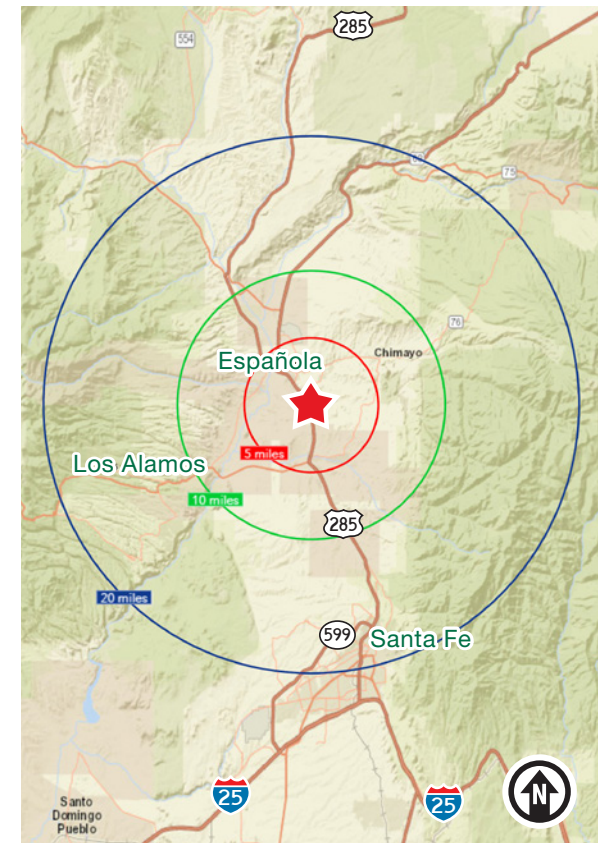 285
554
75
76
Española
Chimayo
5 miles
Los Alamos
10 miles
285
20 miles
599
Santa Fe
25
25
N
Santo
Domingo
Pueblo